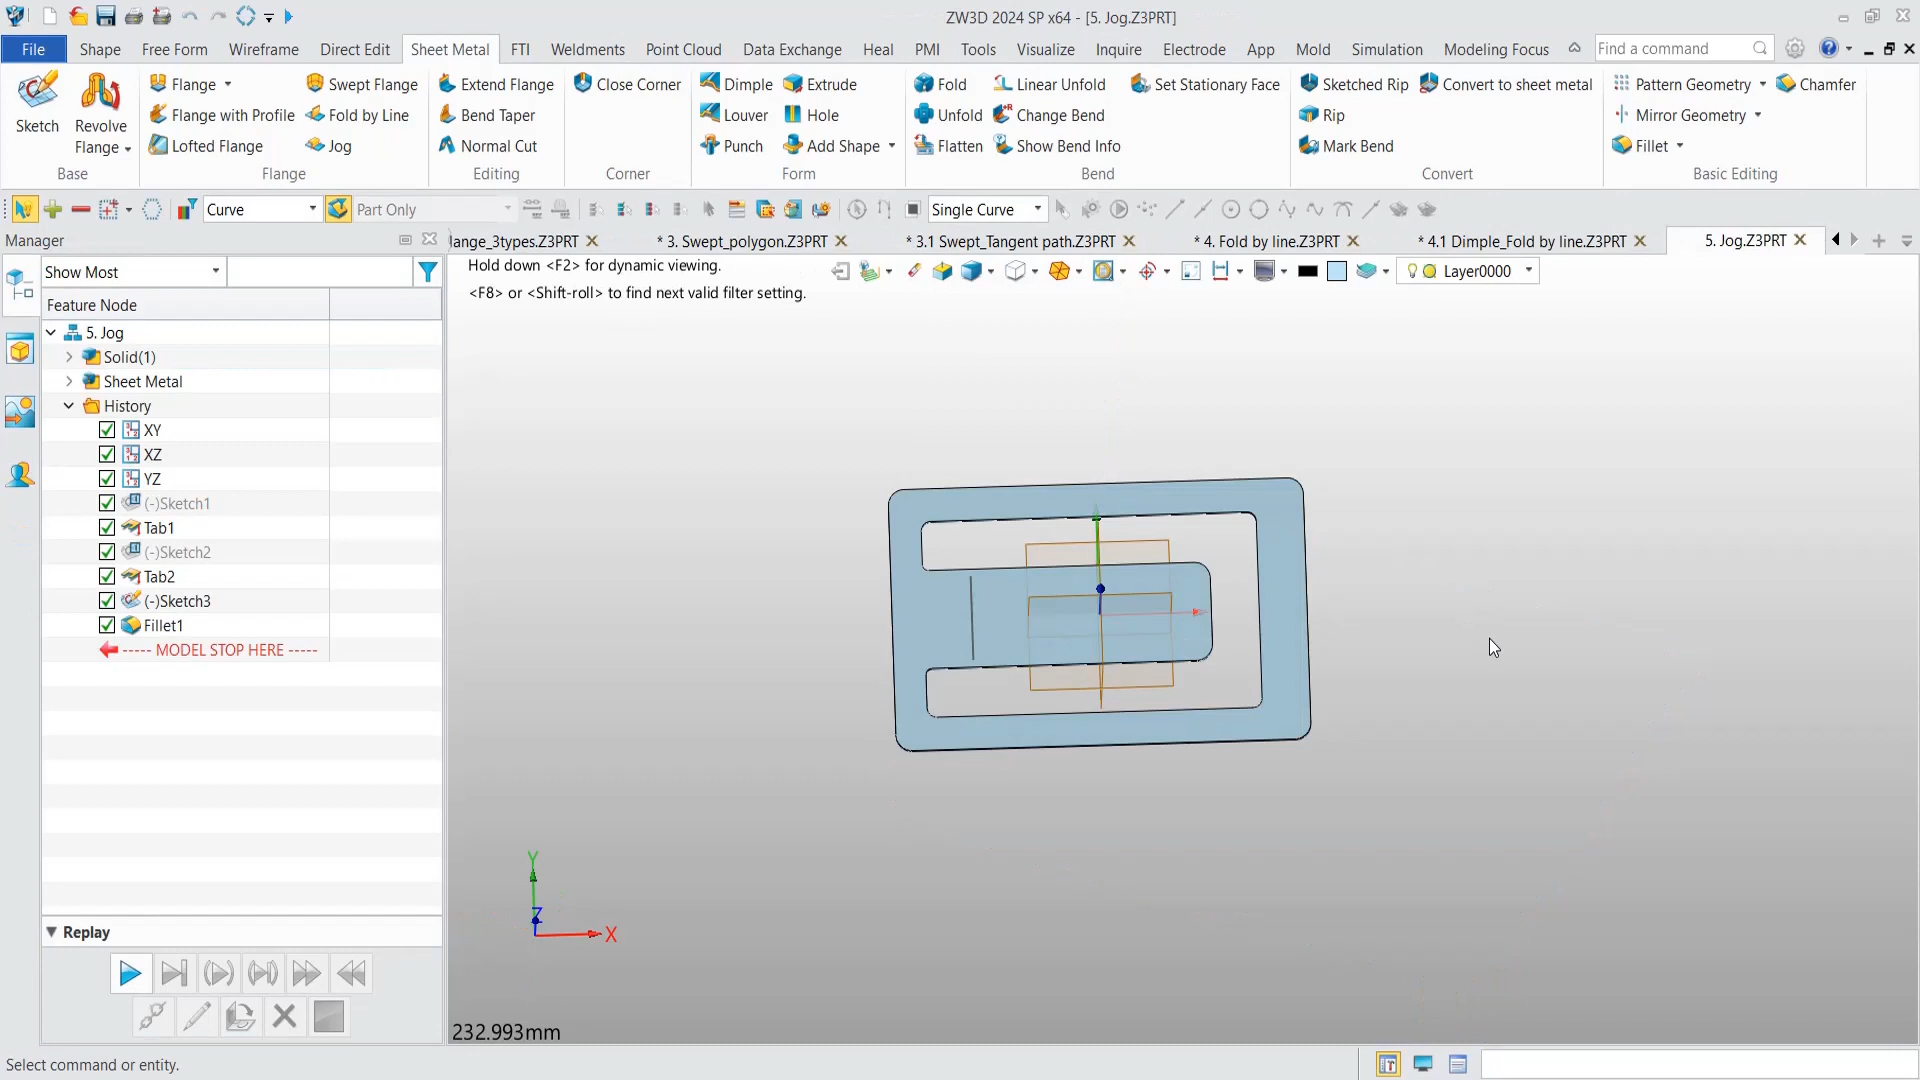 ZW3D 2024 SP x64 - [5. Jog.Z3PRT]
File Shape Free Form Wireframe Direct Edit Sheet Metal FTI Weldments Point Cloud Data Exchange Heal PMI Tools Visualize Inquire Electrode App Mold Simulation Modeling Focus Find a command
Sketch
Revolve Flange
Base
Flange
Flange with Profile
Lofted Flange
Swept Flange
Fold by Line
Jog
Flange
Extend Flange
Bend Taper
Normal Cut
Editing
Close Corner
Corner
Dimple
Louver
Punch
Extrude
Hole
Add Shape
Form
Fold
Unfold
Flatten
Linear Unfold
Change Bend
Show Bend Info
Set Stationary Face
Bend
Sketched Rip
Rip
Mark Bend
Convert to sheet metal
Convert
Pattern Geometry
Mirror Geometry
Fillet
Chamfer
Basic Editing
Curve Part Only Single Curve
Manager
lange_3types.Z3PRT * 3. Swept_polygon.Z3PRT * 3.1 Swept_Tangent path.Z3PRT * 4. Fold by line.Z3PRT * 4.1 Dimple_Fold by line.Z3PRT 5. Jog.Z3PRT
Show Most
Hold down <F2> for dynamic viewing.
<F8> or <Shift-roll> to find next valid filter setting.
Layer0000
Feature Node
5. Jog
Solid(1)
Sheet Metal
History
XY
XZ
YZ
(-)Sketch1
Tab1
(-)Sketch2
Tab2
(-)Sketch3
Fillet1
----- MODEL STOP HERE -----
Y
Z
X
Replay
232.993mm
Select command or entity.